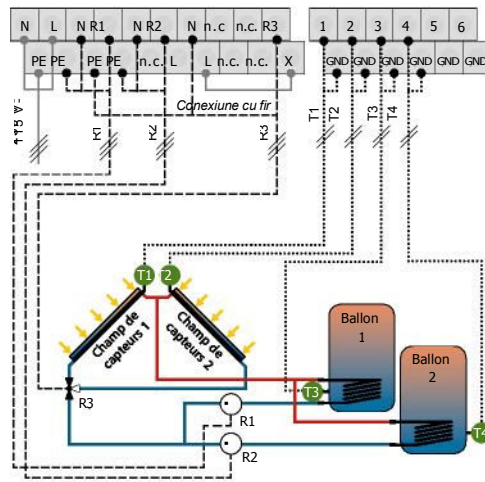 N L N R1 N R2 N n.c n.c. R3
1 2 3 4 5 6
PE PE PE PE n.c. L L n.c. n.c. X
GND GND GND GND GND GND
Conexiune cu fir
R1
R2
R3
T1
T2
T3
T4
T1
T2
Champ de
capteurs 1
Champ de
capteurs 2
Ballon
1
Ballon
2
T3
T4
R3
R1
R2